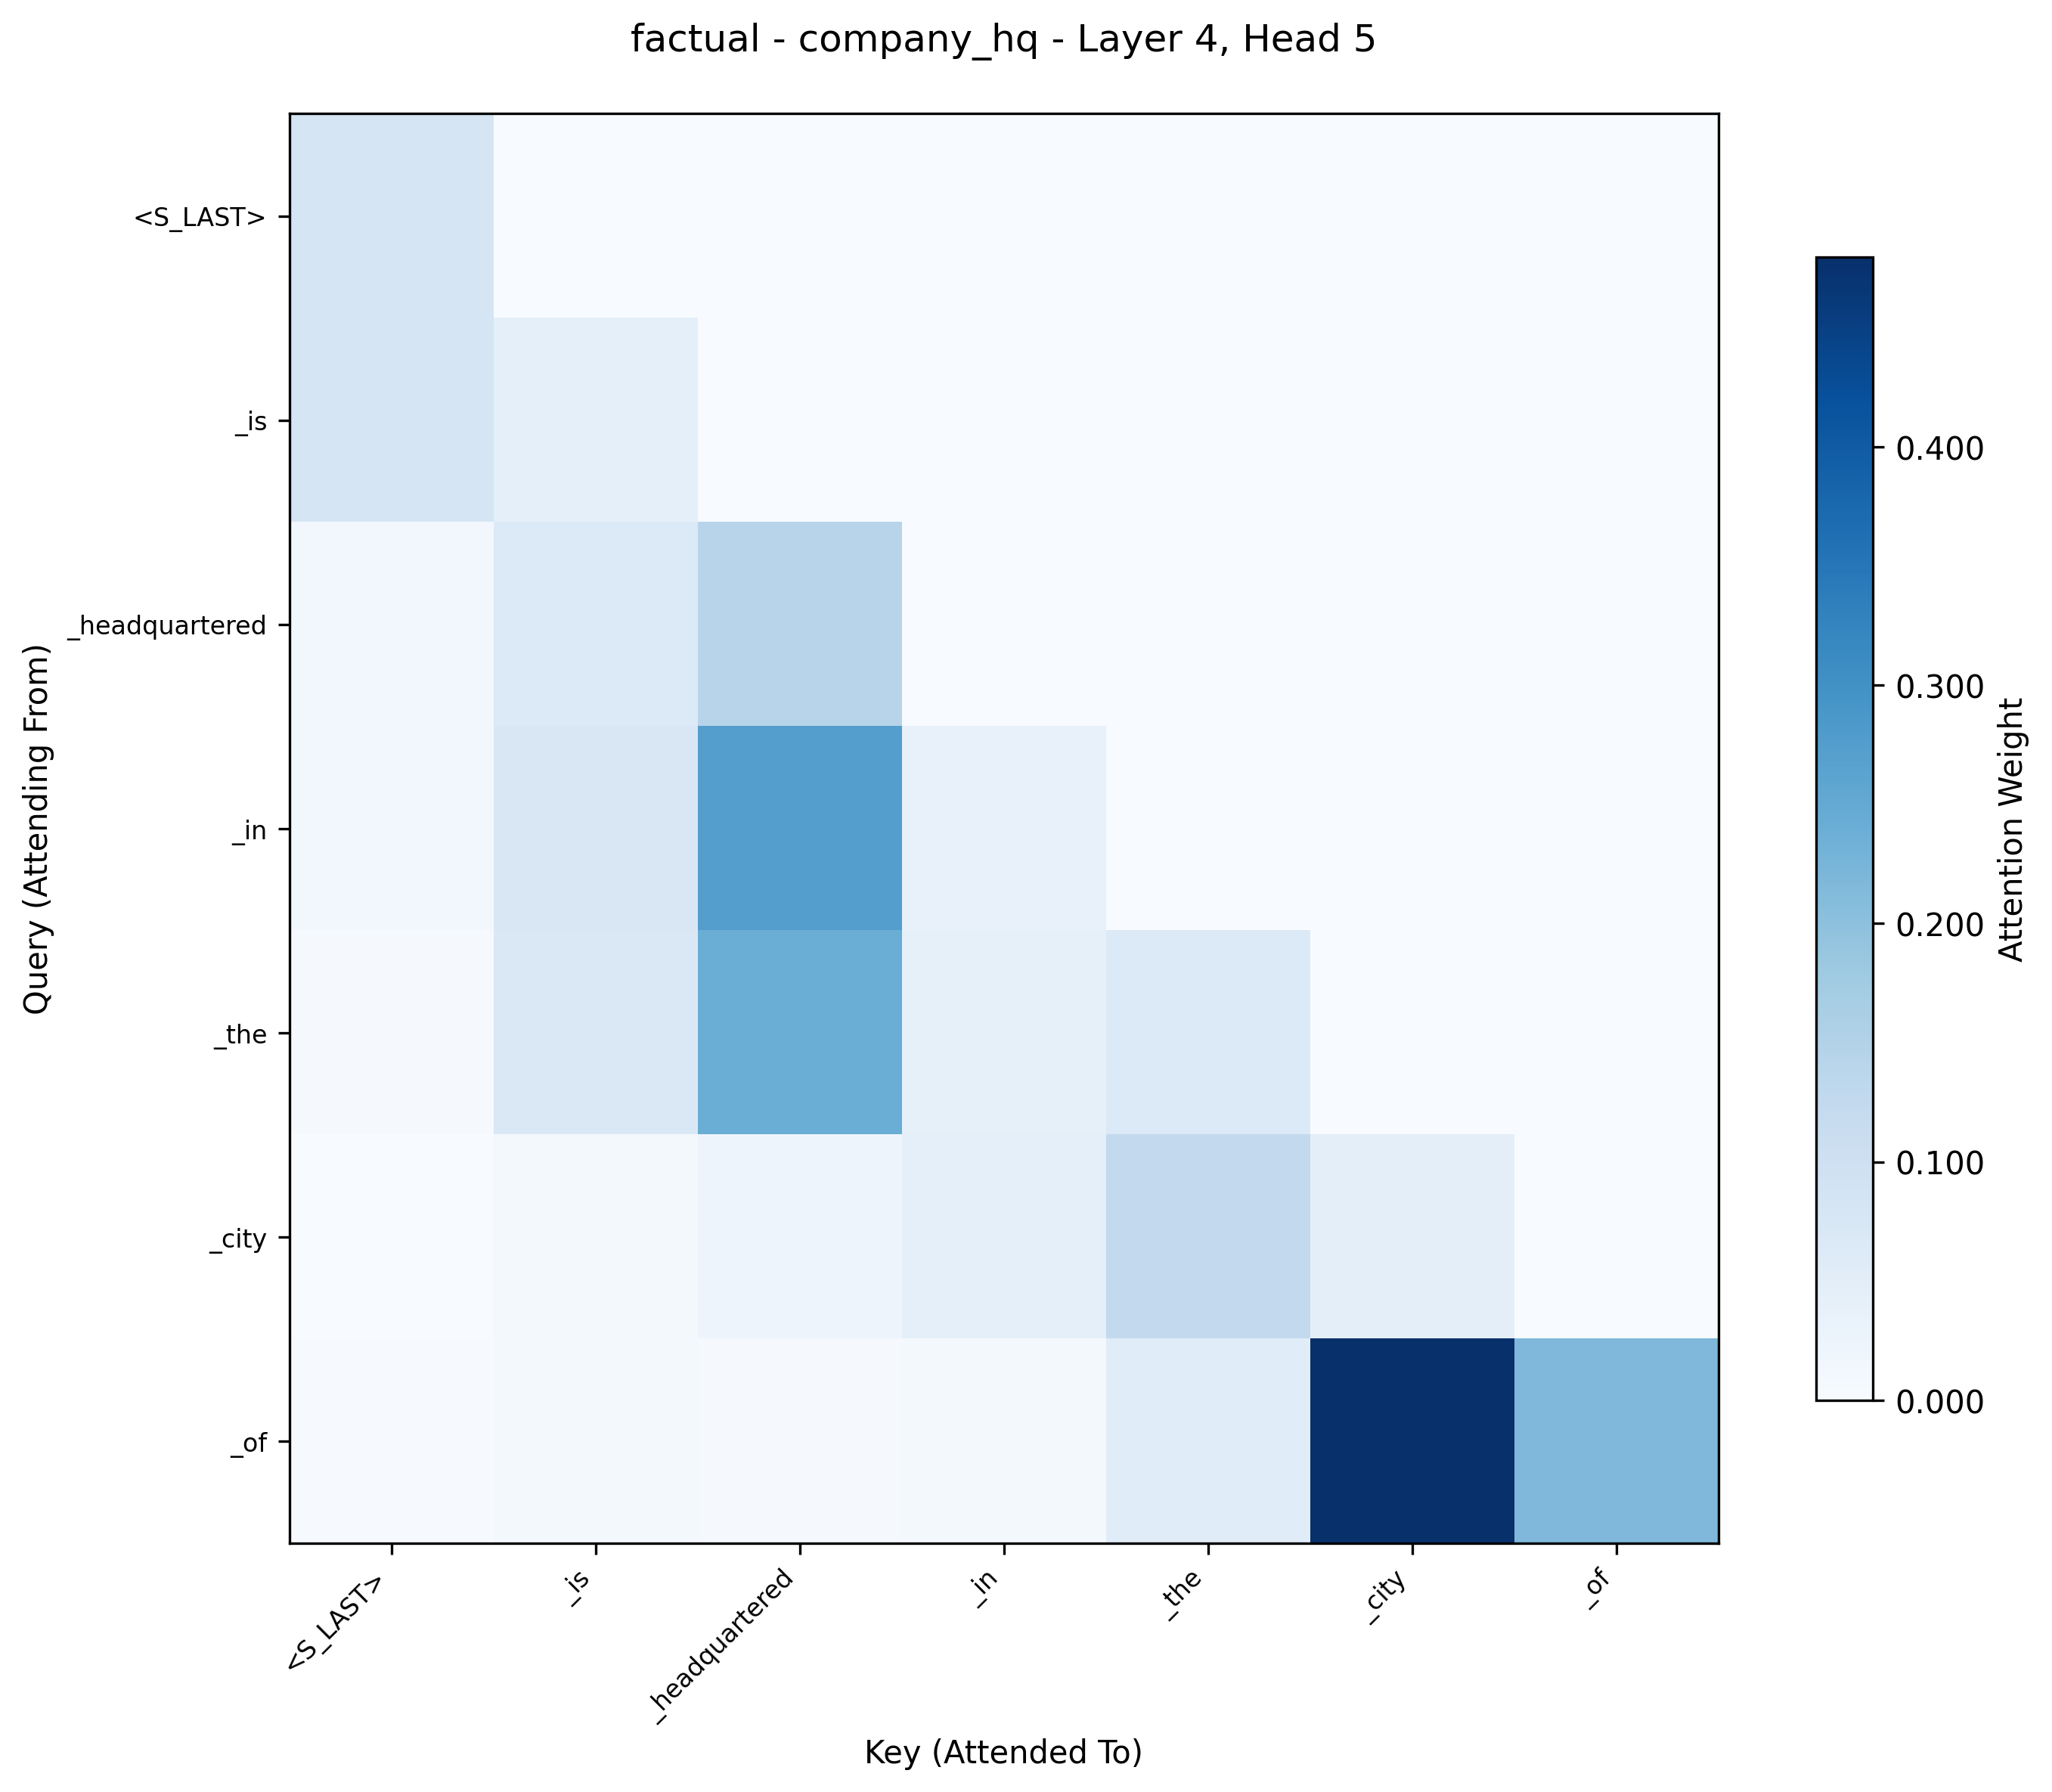 factual - company_hq - Layer 4, Head 5
Query (Attending From)
<S_LAST>
_is
_headquartered
_in
_the
_city
_of
<S_LAST>
_is
_headquartered
_in
_the
_city
_of
Key (Attended To)
0.400
0.300
0.200
0.100
0.000
Attention Weight